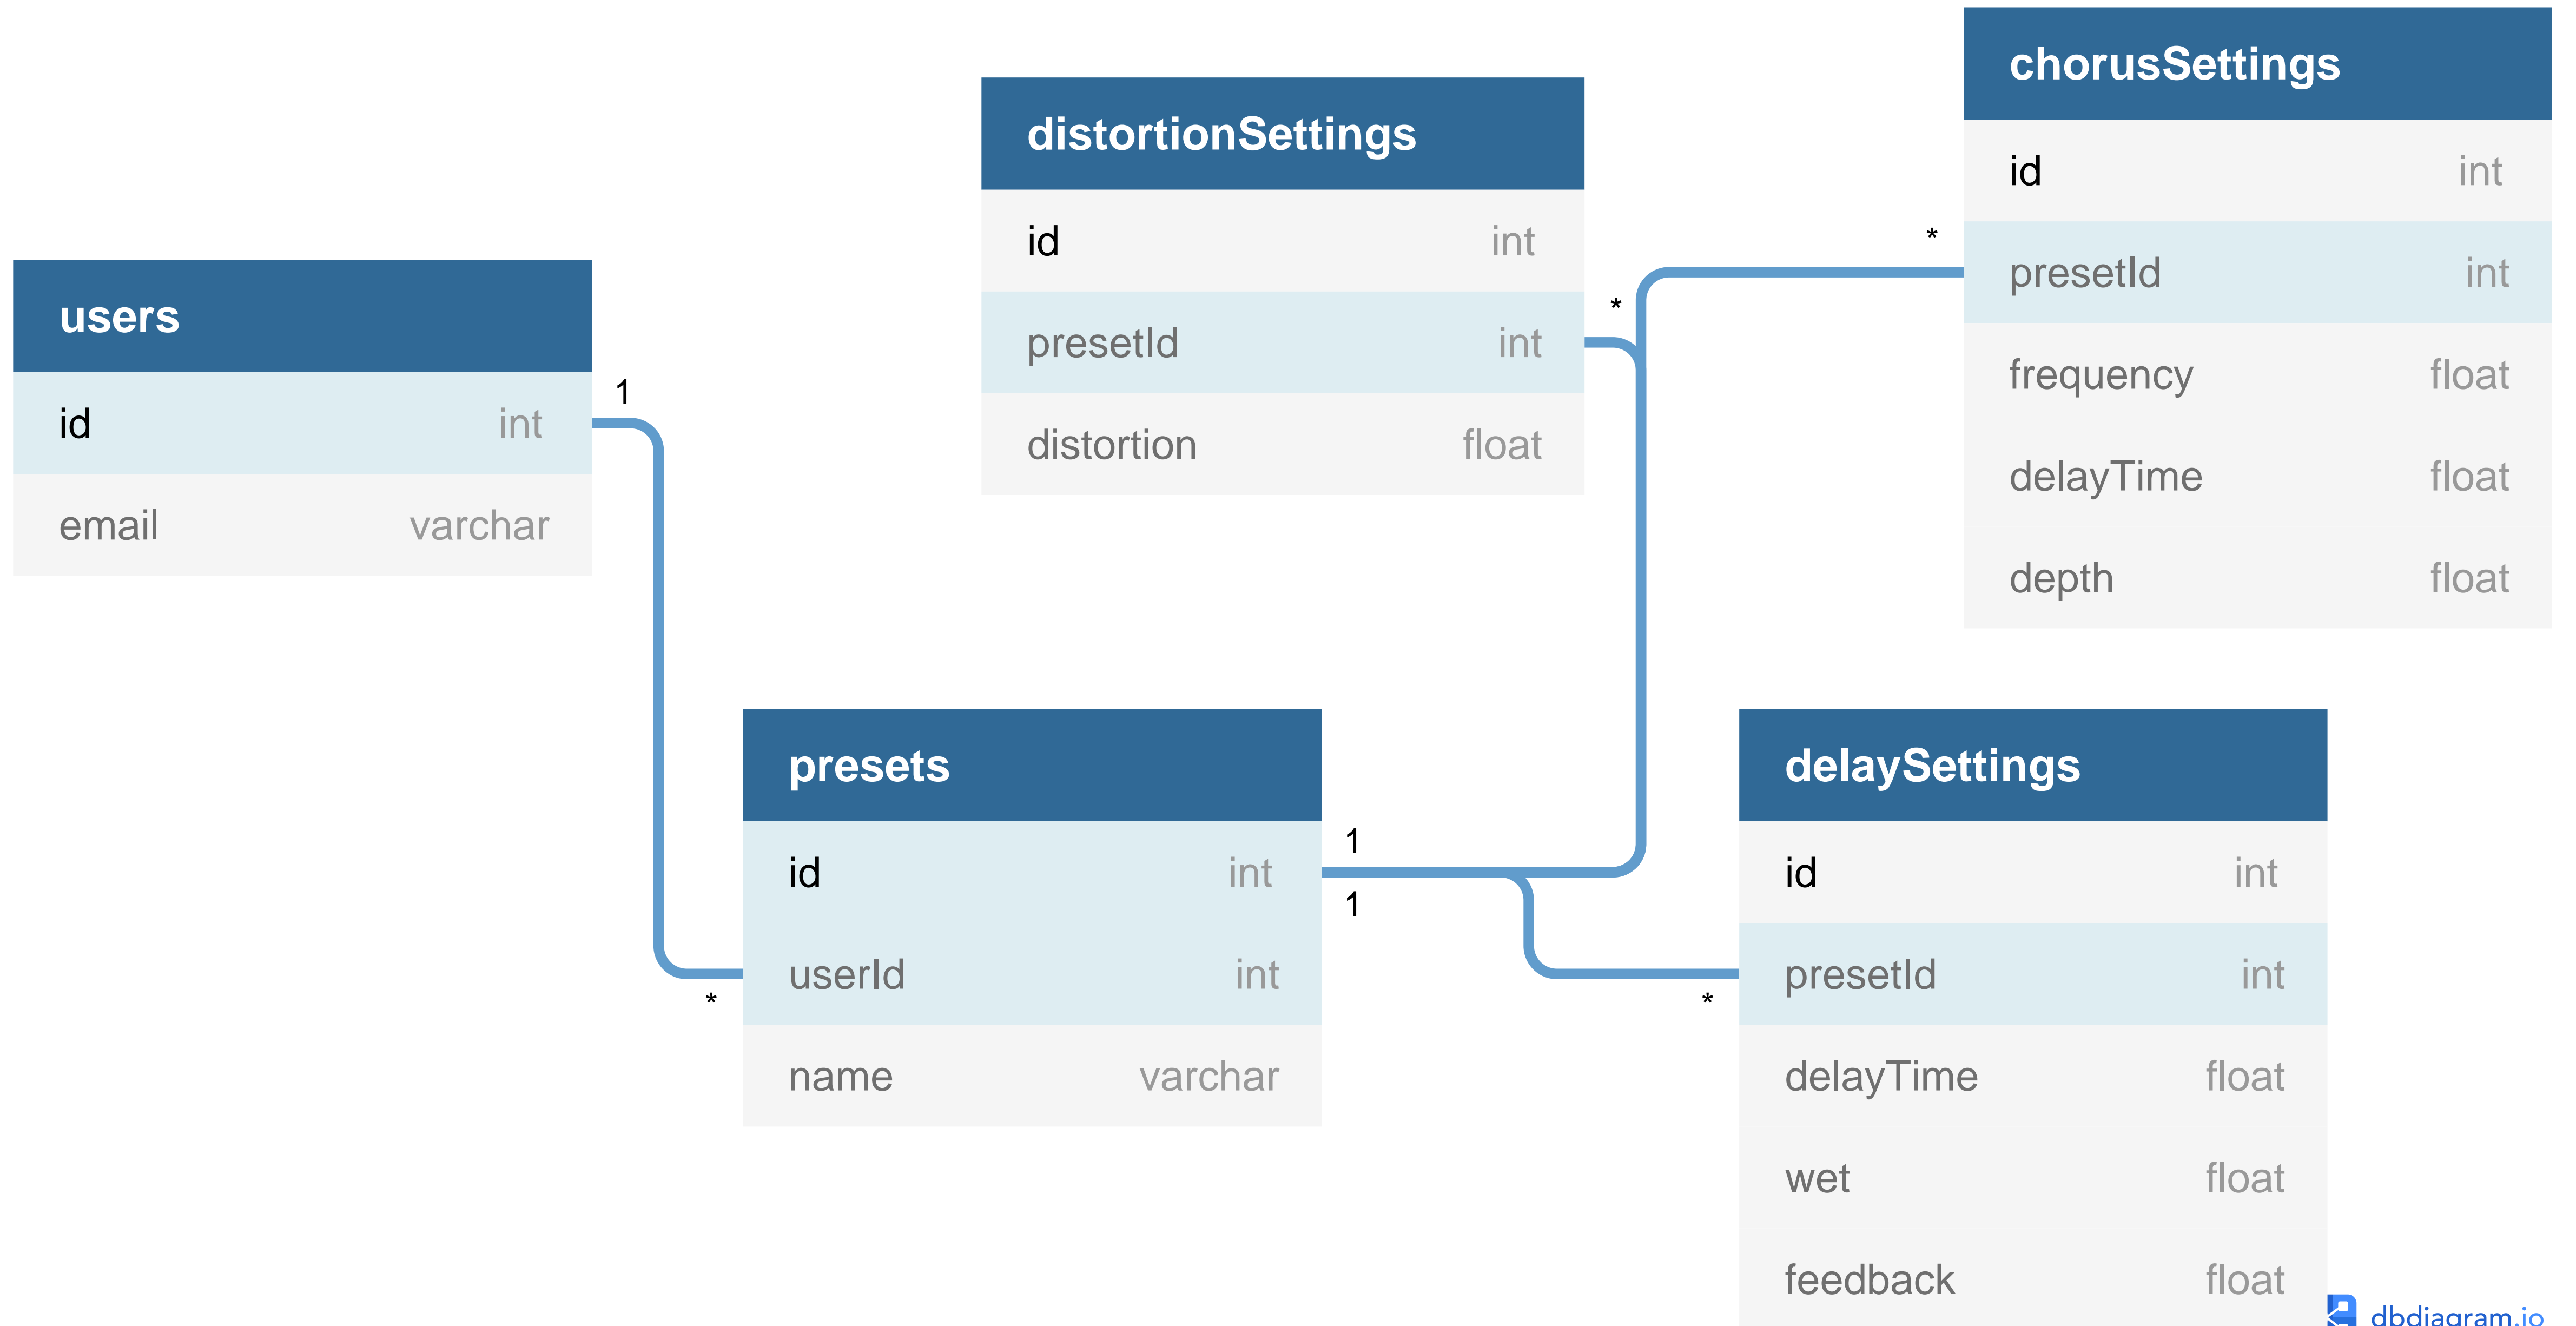 users
id int
email varchar
1
*
distortionSettings
id int
presetId int
distortion float
*
chorusSettings
id int
presetId int
frequency float
delayTime float
depth float
*
presets
id int
userId int
name varchar
1
1
delaySettings
id int
presetId int
delayTime float
wet float
feedback float
*
dbdiagram.io